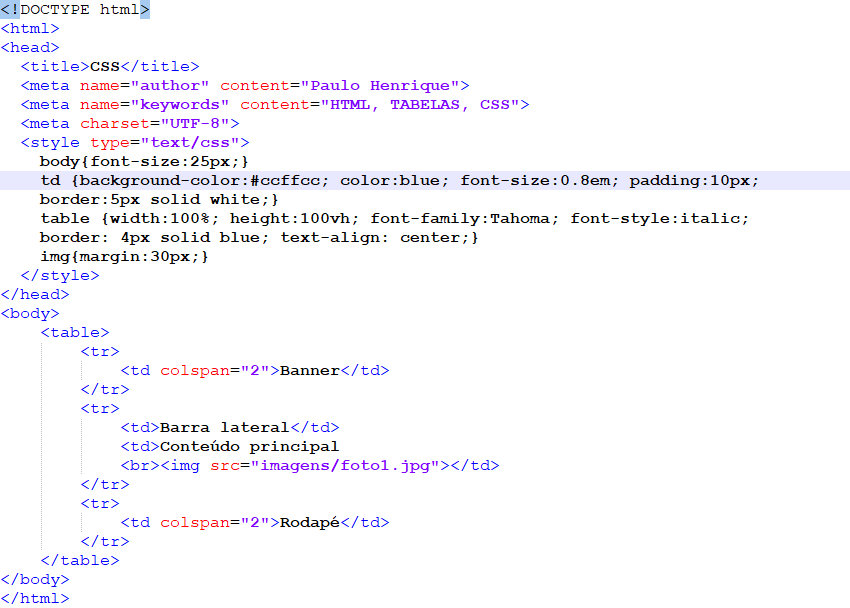 <!DOCTYPE html>
<html>
<head>
  <title>CSS</title>
  <meta name="author" content="Paulo Henrique">
  <meta name="keywords" content="HTML, TABELAS, CSS">
  <meta charset="UTF-8">
  <style type="text/css">
    body{font-size:25px;}
    td {background-color:#ccffcc; color:blue; font-size:0.8em; padding:10px;
    border:5px solid white;}
    table {width:100%; height:100vh; font-family:Tahoma; font-style:italic;
    border: 4px solid blue; text-align: center;}
    img{margin:30px;}
  </style>
</head>
<body>
    <table>
        <tr>
            <td colspan="2">Banner</td>
        </tr>
        <tr>
            <td>Barra lateral</td>
            <td>Conteúdo principal
            <br><img src="imagens/foto1.jpg"></td>
        </tr>
        <tr>
            <td colspan="2">Rodapé</td>
        </tr>
    </table>
</body>
</html>